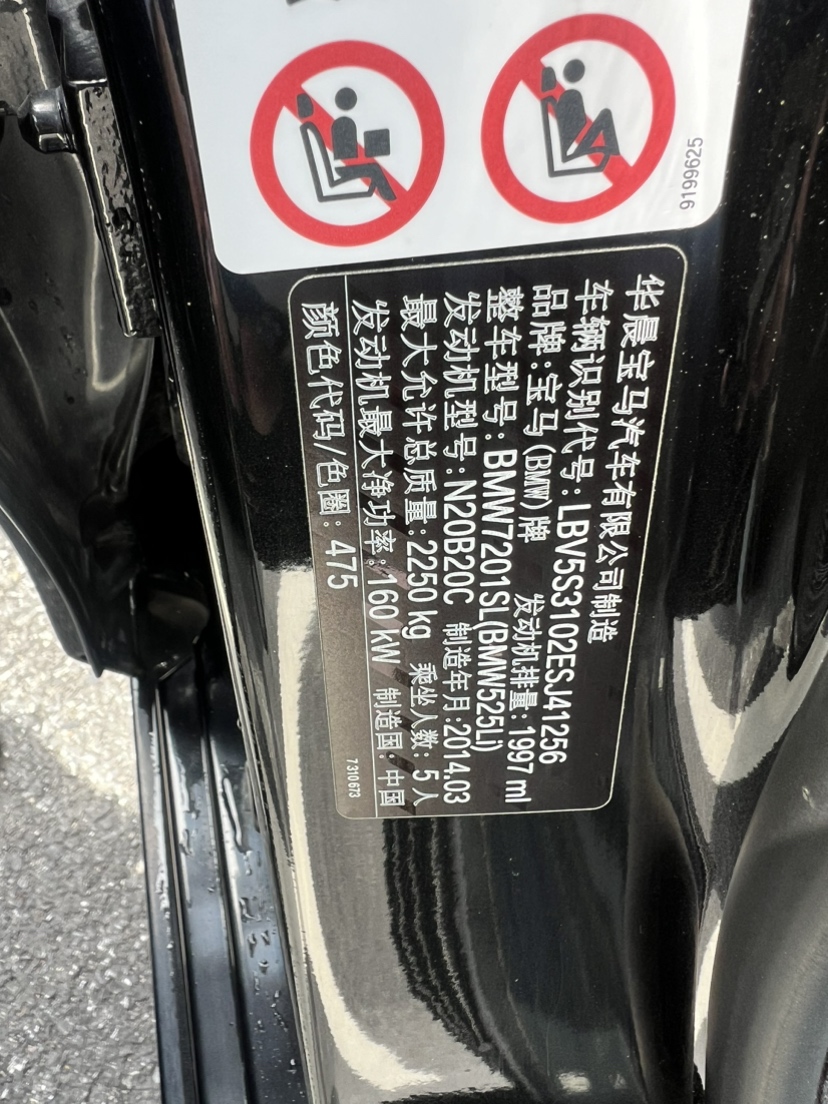 9199625
华晨宝马汽车有限公司制造
车辆识别代号:LBV5S3102ESJ41256
品牌:宝马(BMW)牌 发动机排量:1997 ml
整车型号:BMW7201SL(BMW525Li)
发动机型号:N20B20C 制造年月:2014.03
最大允许总质量:2250 kg 乘坐人数:5人
发动机最大净功率:160 kW 制造国:中国
颜色代码/色圈:475
7 310 673